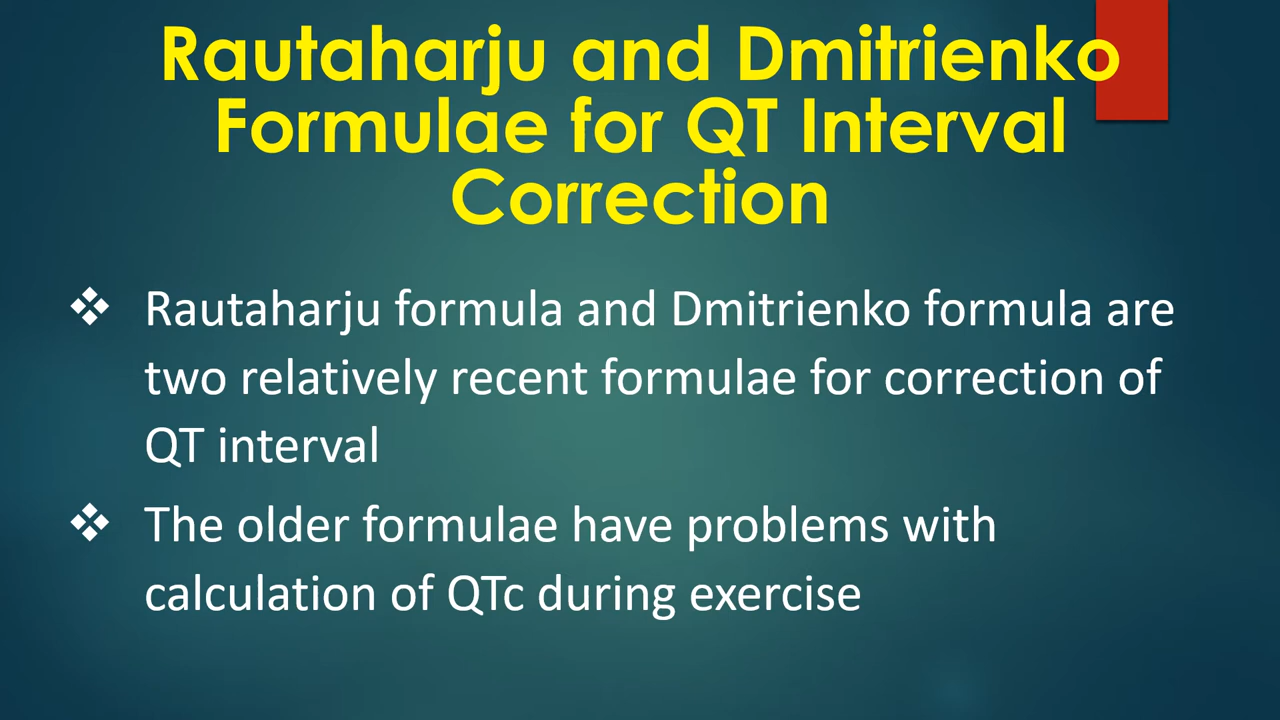 Rautaharju and Dmitrienko
Formulae for QT Interval
Correction
❖ Rautaharju formula and Dmitrienko formula are
two relatively recent formulae for correction of
QT interval
❖ The older formulae have problems with
calculation of QTc during exercise